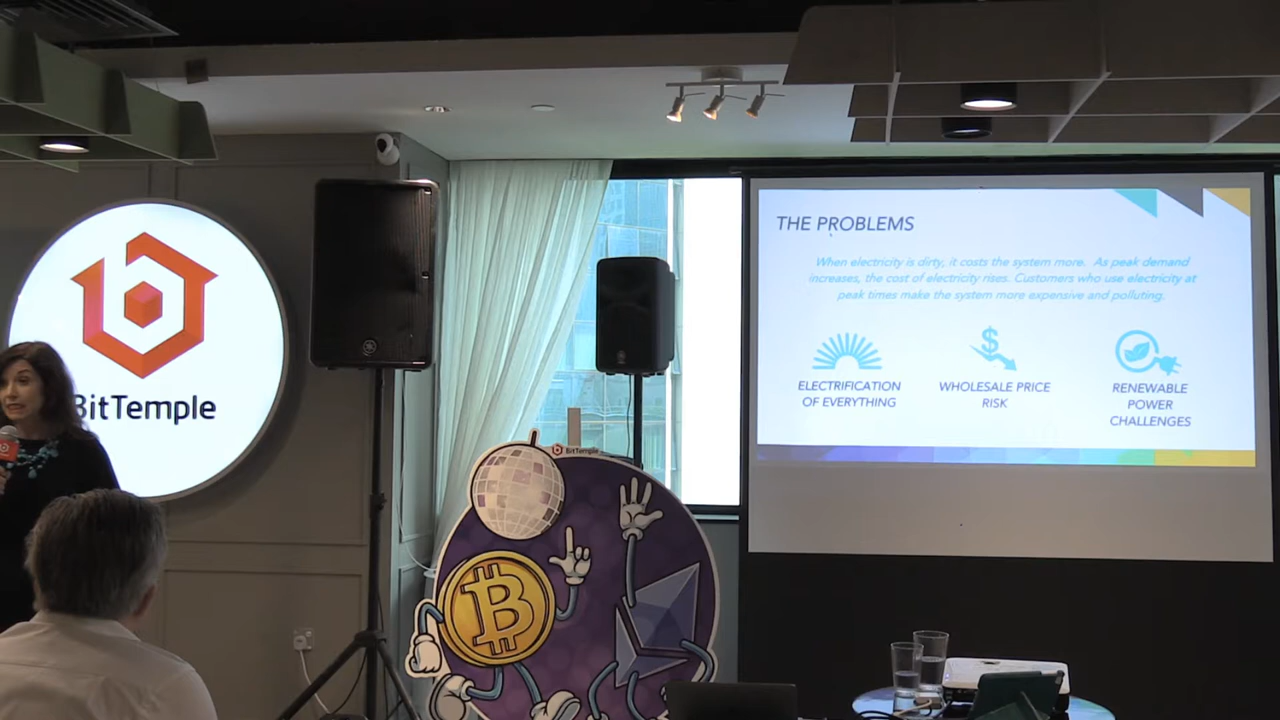 BitTemple
BitTemple
THE PROBLEMS
When electricity is dirty, it costs the system more. As peak demand
increases, the cost of electricity rises. Customers who use electricity at
peak times make the system more expensive and polluting.
ELECTRIFICATION
OF EVERYTHING
WHOLESALE PRICE
RISK
RENEWABLE
POWER
CHALLENGES